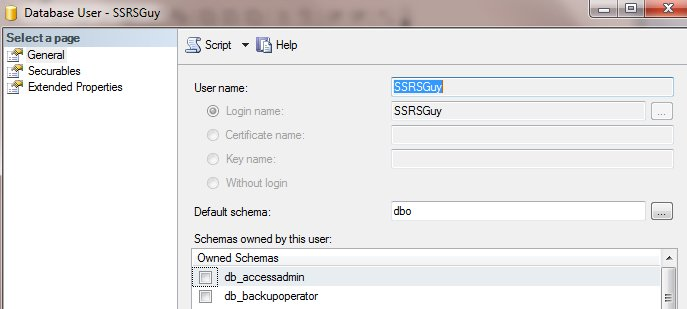 Database User - SSRSGuy
Select a page
General
Securables
Extended Properties
Script
Help
User name:
SSRSGuy
Login name:
SSRSGuy
...
Certificate name:
Key name:
Without login
Default schema:
dbo
...
Schemas owned by this user:
Owned Schemas
db_accessadmin
db_backupoperator